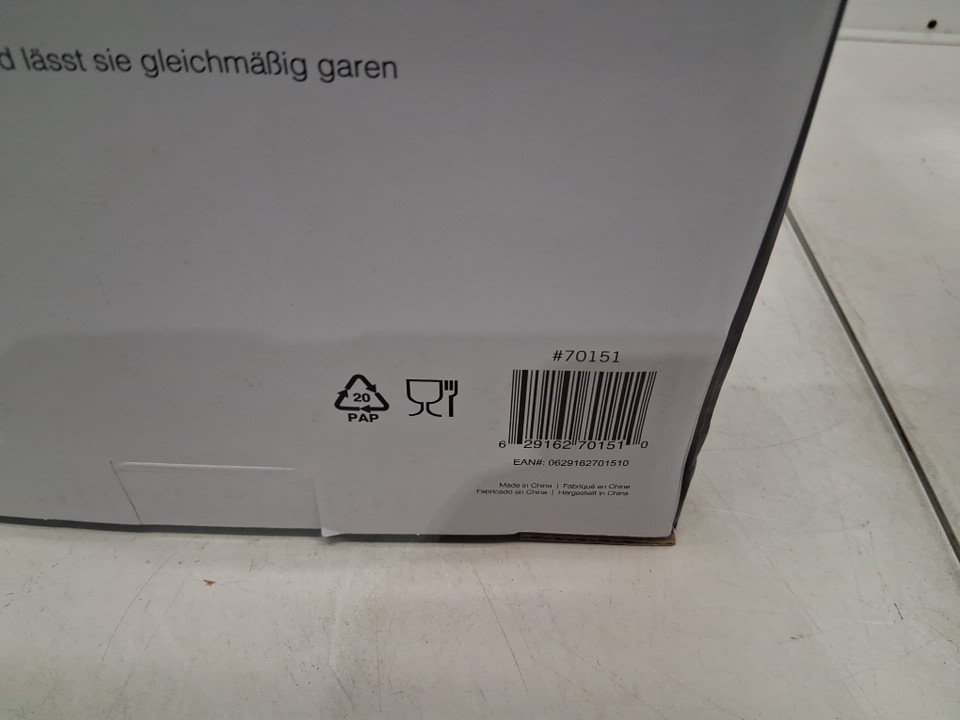 d lässt sie gleichmäßig garen
#70151
20
PAP
6 29162 70151 0
EAN#: 0629162701510
Made in China | Fabriqué en Chine
Fabricado en China | Hergestellt in China